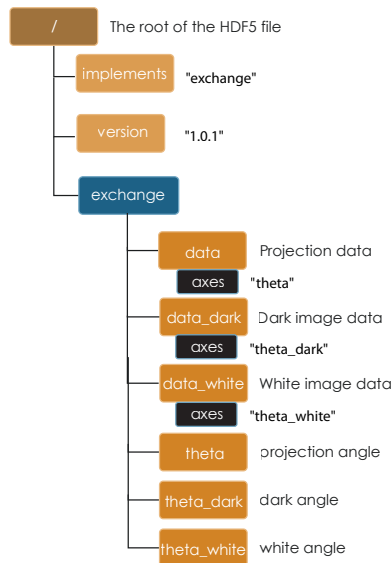 / The root of the HDF5 file
implements "exchange"
version "1.0.1"
exchange
data Projection data
axes "theta"
data_dark Dark image data
axes "theta_dark"
data_white White image data
axes "theta_white"
theta projection angle
theta_dark dark angle
theta_white white angle